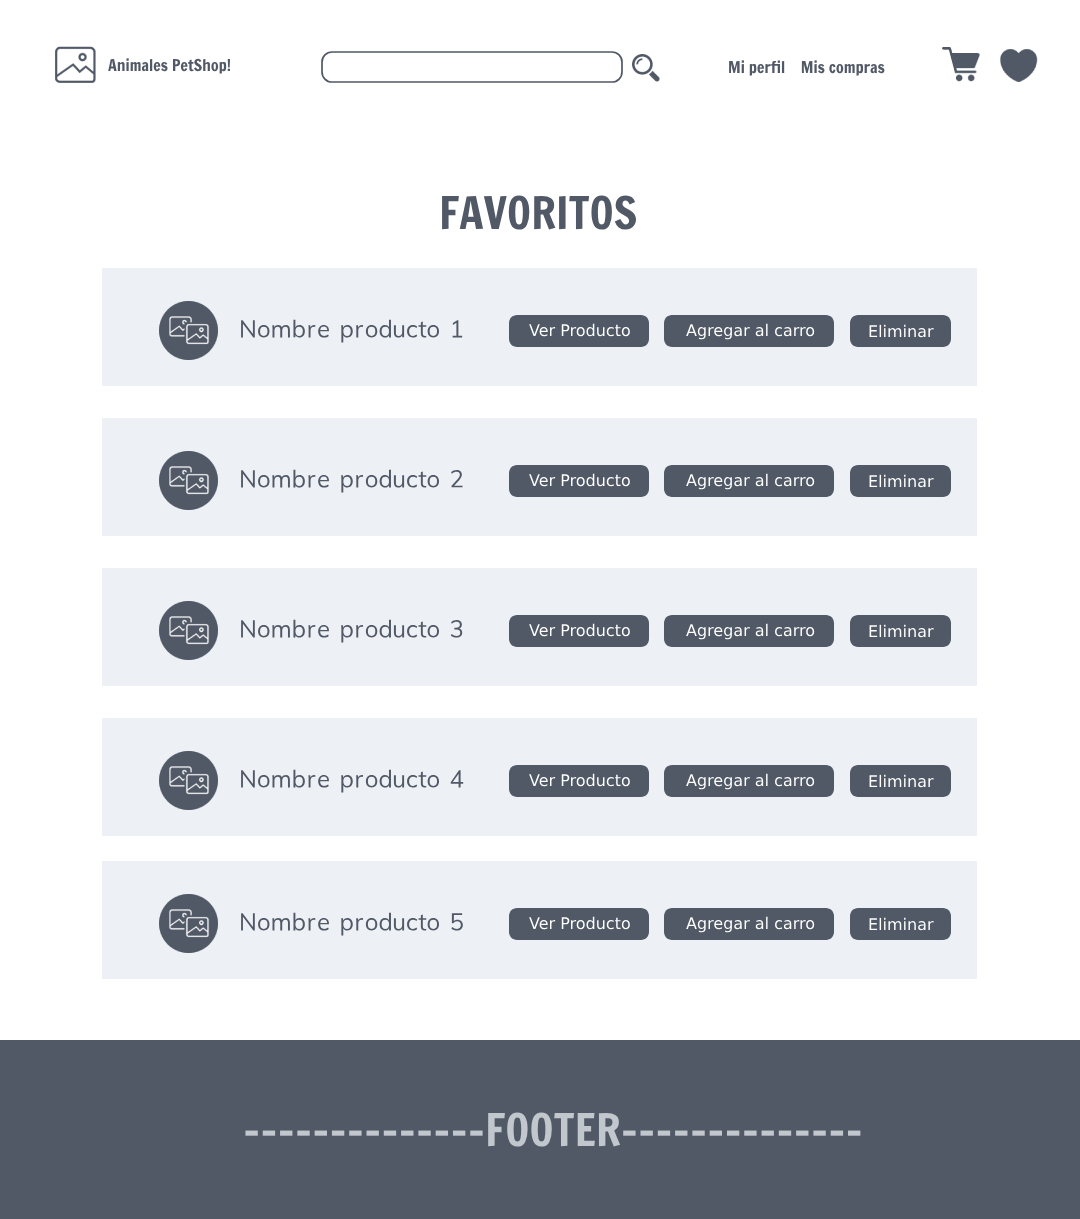 Animales PetShop!
Mi perfil Mis compras
FAVORITOS
Nombre producto 1 Ver Producto Agregar al carro Eliminar
Nombre producto 2 Ver Producto Agregar al carro Eliminar
Nombre producto 3 Ver Producto Agregar al carro Eliminar
Nombre producto 4 Ver Producto Agregar al carro Eliminar
Nombre producto 5 Ver Producto Agregar al carro Eliminar
--------------FOOTER--------------